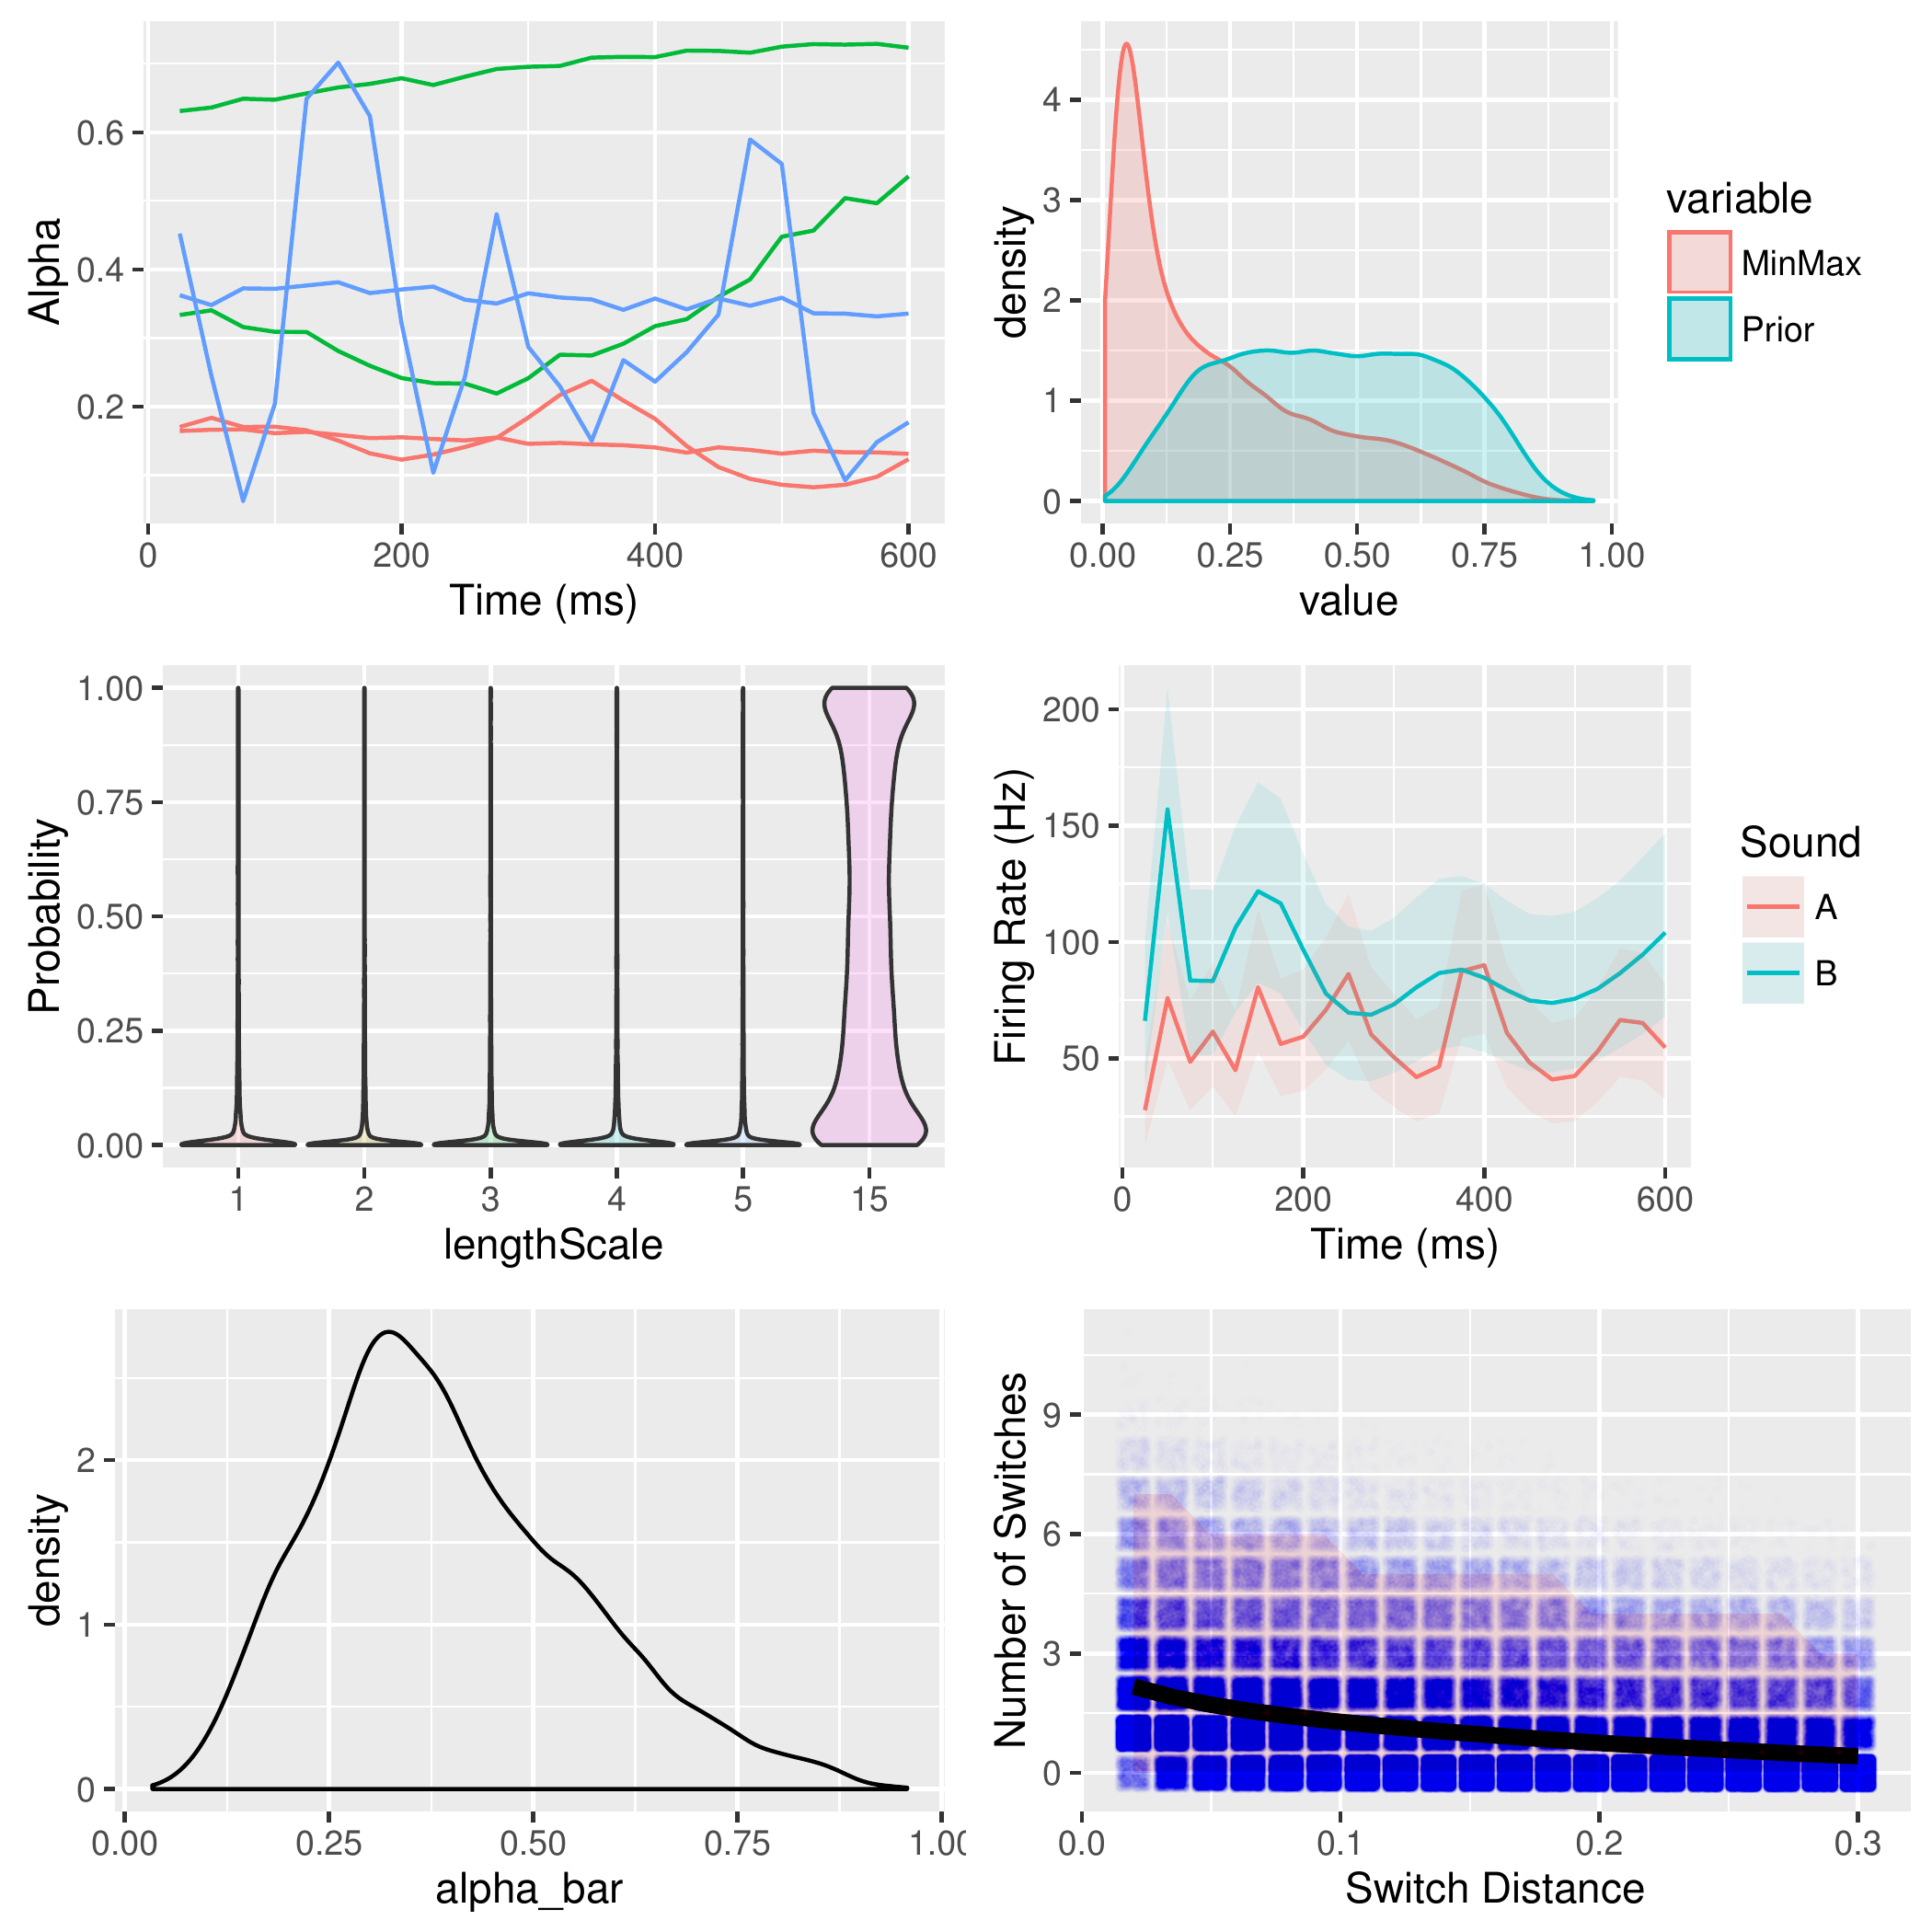 Alpha
0.6
0.4
0.2
0 200 400 600
Time (ms)
density
4
3
2
1
0
0.00 0.25 0.50 0.75 1.00
value
variable
MinMax
Prior
Probability
1.00
0.75
0.50
0.25
0.00
1 2 3 4 5 15
lengthScale
Firing Rate (Hz)
200
150
100
50
0 200 400 600
Time (ms)
Sound
A
B
density
2
1
0
0.00 0.25 0.50 0.75 1.00
alpha_bar
Number of Switches
9
6
3
0
0.0 0.1 0.2 0.3
Switch Distance